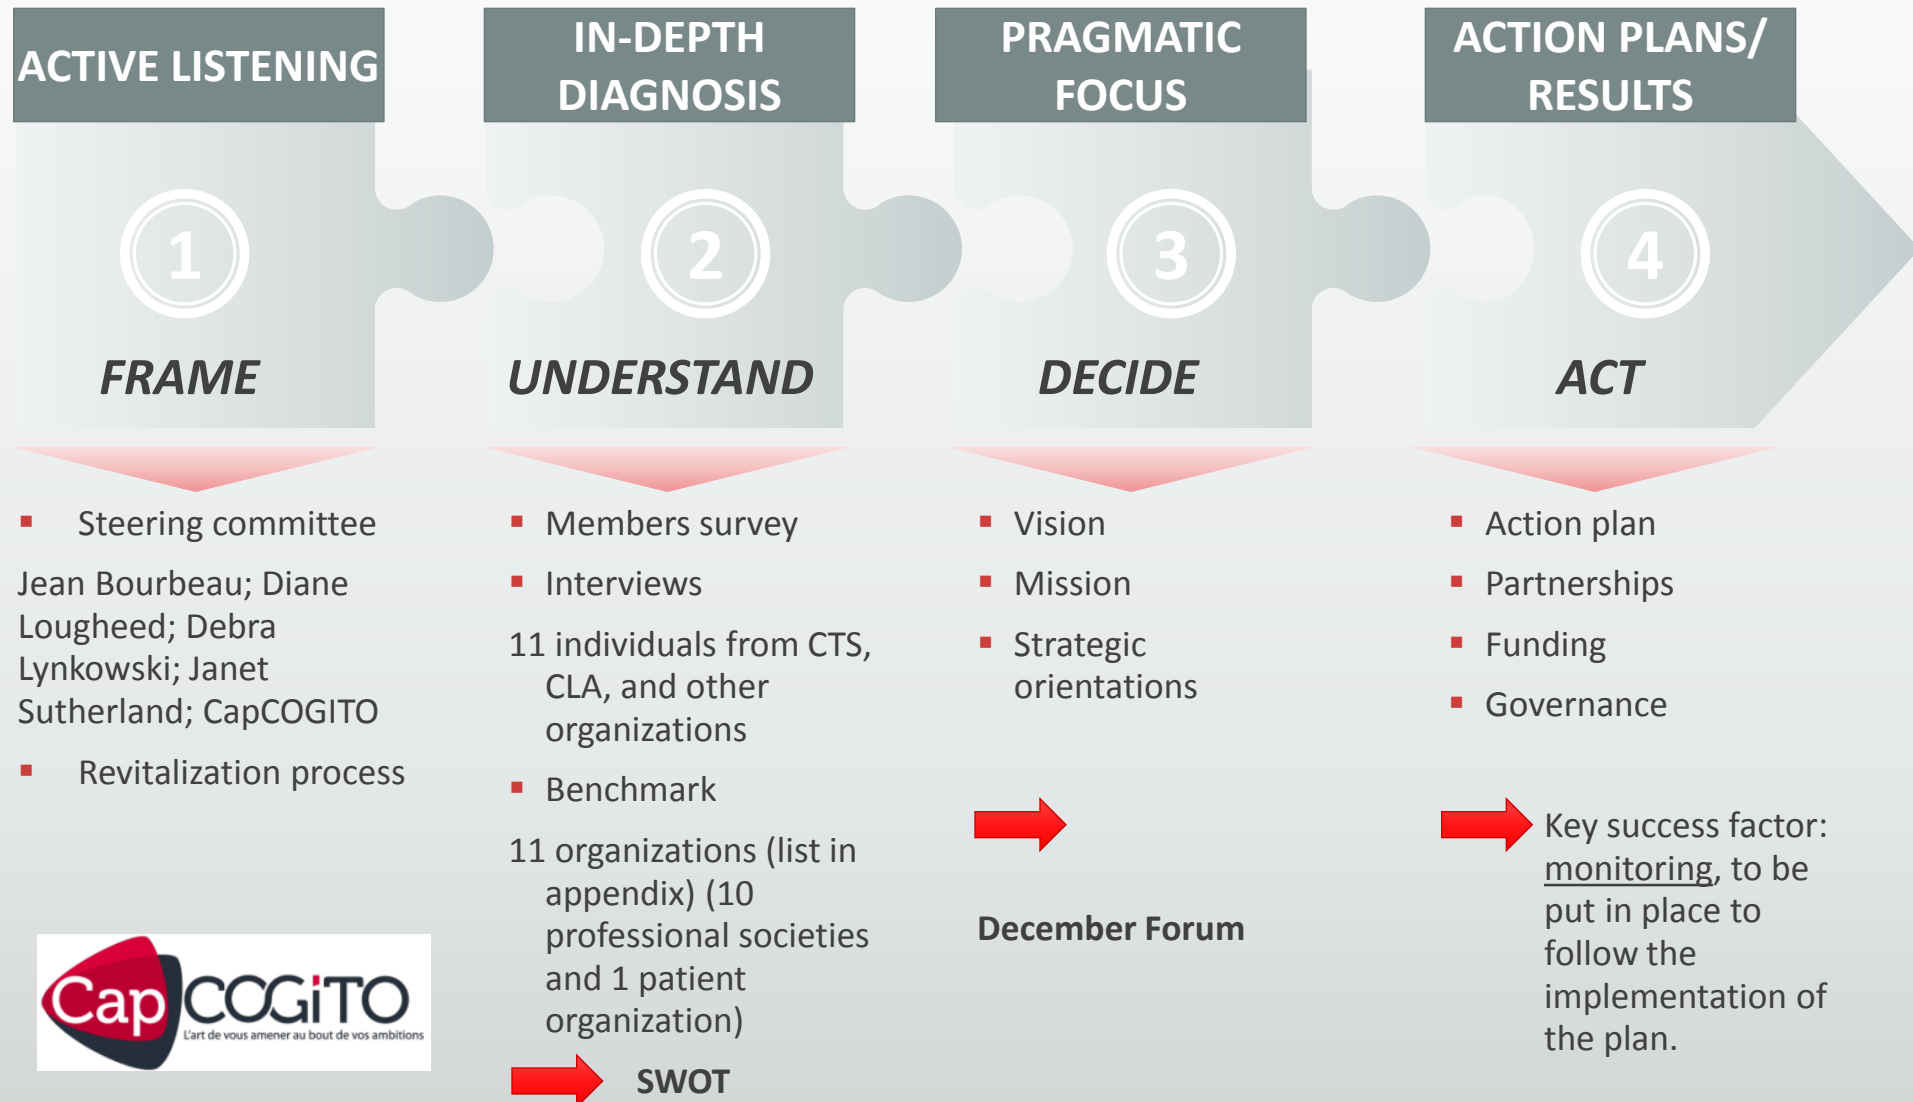 ACTIVE LISTENING
1
FRAME
▪ Steering committee
Jean Bourbeau; Diane
Lougheed; Debra
Lynkowski; Janet
Sutherland; CapCOGITO
▪ Revitalization process
Cap COGiTO
L'art de vous amener au bout de vos ambitions
IN-DEPTH
DIAGNOSIS
2
UNDERSTAND
▪ Members survey
▪ Interviews
11 individuals from CTS,
CLA, and other
organizations
▪ Benchmark
11 organizations (list in
appendix) (10
professional societies
and 1 patient
organization)
SWOT
PRAGMATIC
FOCUS
3
DECIDE
▪ Vision
▪ Mission
▪ Strategic
orientations
December Forum
ACTION PLANS/
RESULTS
4
ACT
▪ Action plan
▪ Partnerships
▪ Funding
▪ Governance
Key success factor:
monitoring, to be
put in place to
follow the
implementation of
the plan.